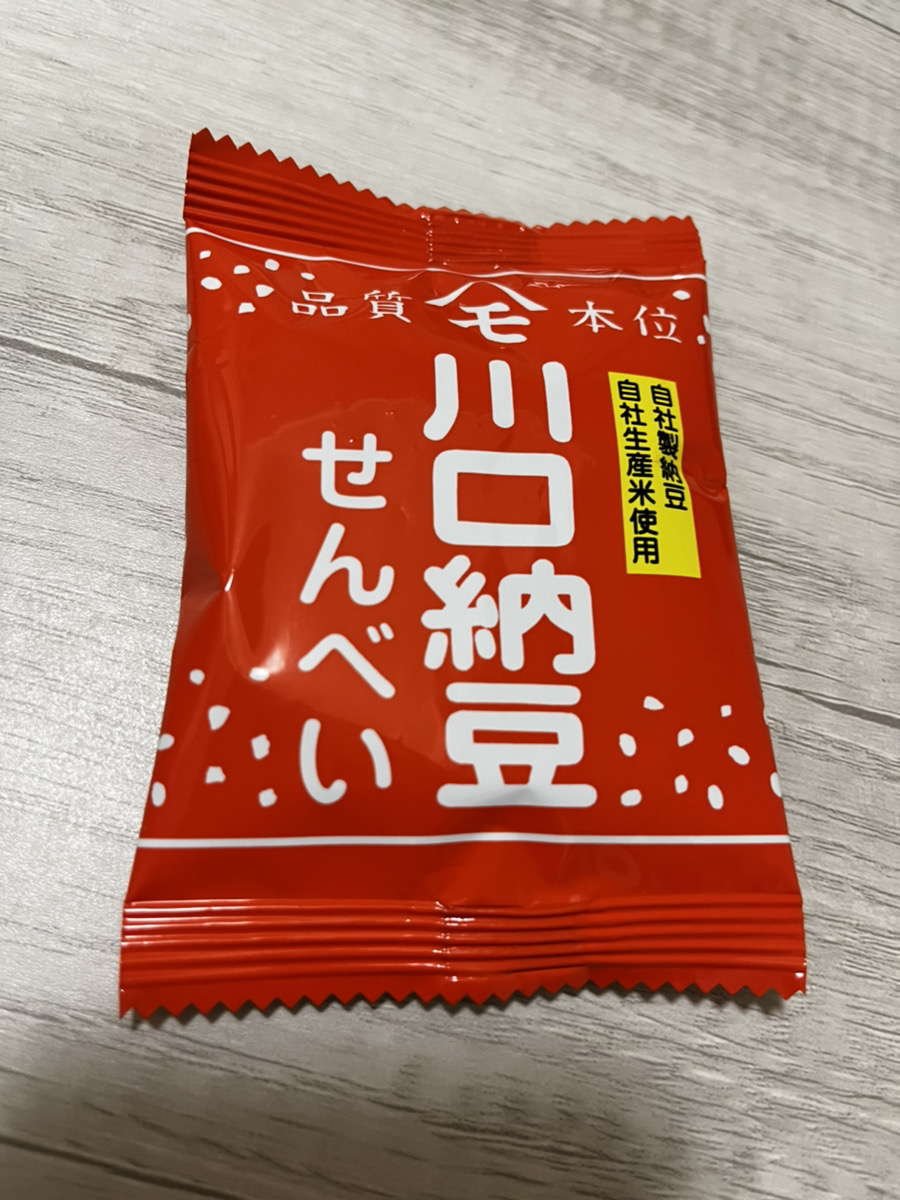 品質 モ 本位
自社製納豆
自社生産米使用
川口納豆
せんべい